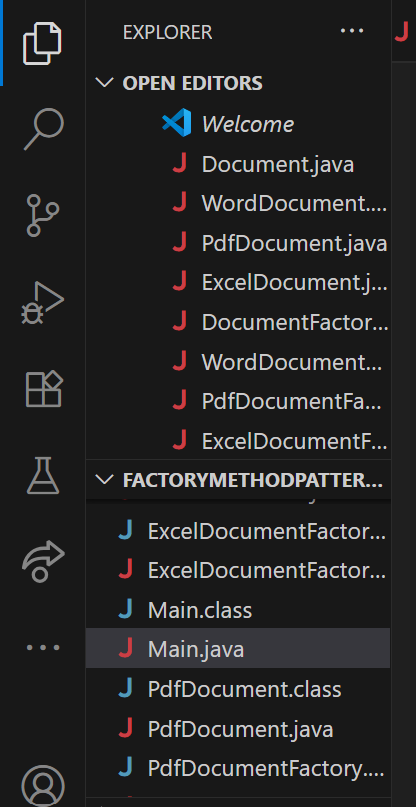 EXPLORER
OPEN EDITORS
Welcome
Document.java
WordDocument....
PdfDocument.java
ExcelDocument.j...
DocumentFactor...
WordDocument...
PdfDocumentFa...
ExcelDocumentF...
FACTORYMETHODPATTER...
ExcelDocumentFactor...
ExcelDocumentFactor...
Main.class
Main.java
PdfDocument.class
PdfDocument.java
PdfDocumentFactory....